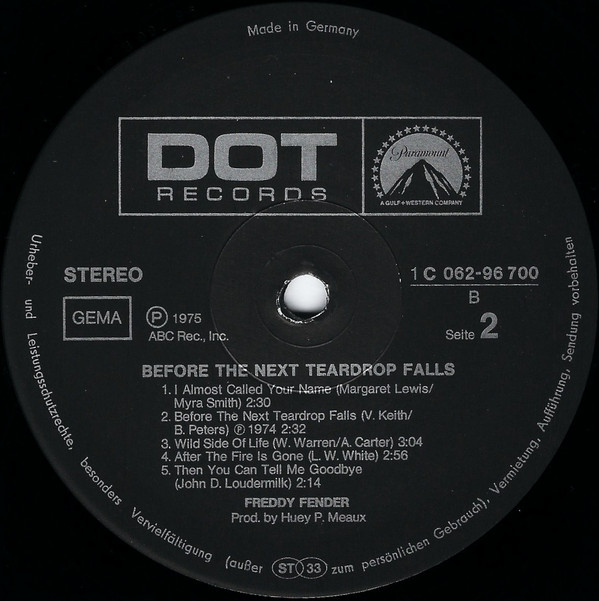 Made in Germany
DOT
RECORDS
Paramount
A GULF+WESTERN COMPANY
STEREO
1 C 062-96 700
B
GEMA
Ⓟ 1975
ABC Rec., Inc.
Seite 2
BEFORE THE NEXT TEARDROP FALLS
1. I Almost Called Your Name (Margaret Lewis/
Myra Smith) 2:30
2. Before The Next Teardrop Falls (V. Keith/
B. Peters) Ⓟ 1974 2:32
3. Wild Side Of Life (W. Warren/A. Carter) 3:04
4. After The Fire Is Gone (L. W. White) 2:56
5. Then You Can Tell Me Goodbye
(John D. Loudermilk) 2:14
FREDDY FENDER
Prod. by Huey P. Meaux
Urheber- und Leistungsschutzrechte, besonders Vervielfältigung (außer ST 33 zum persönlichen Gebrauch), Vermietung, Aufführung, Sendung vorbehalten